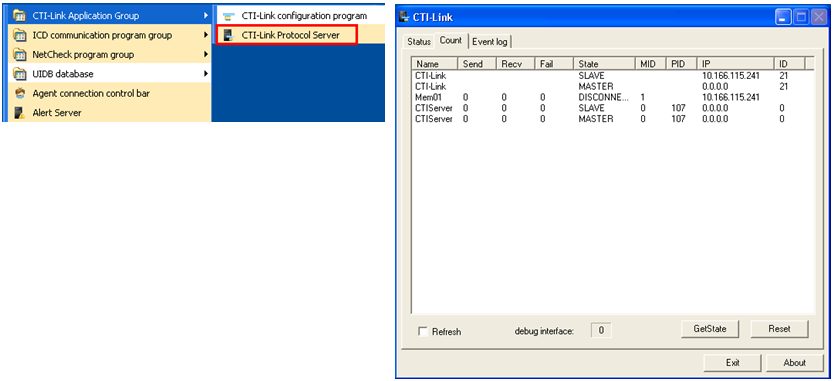 CTI-Link Application Group
ICD communication program group
NetCheck program group
UIDB database
Agent connection control bar
Alert Server
CTI-Link configuration program
CTI-Link Protocol Server
CTI-Link
Status Count Event log
Name Send Recv Fail State MID PID IP ID
CTI-Link SLAVE 10.166.115.241 21
CTI-Link MASTER 0.0.0.0 21
Mem01 0 0 0 DISCONNE... 1 10.166.115.241
CTIServer 0 0 0 SLAVE 0 107 0.0.0.0 0
CTIServer 0 0 0 MASTER 0 107 0.0.0.0 0
Refresh debug interface: 0 GetState Reset
Exit About